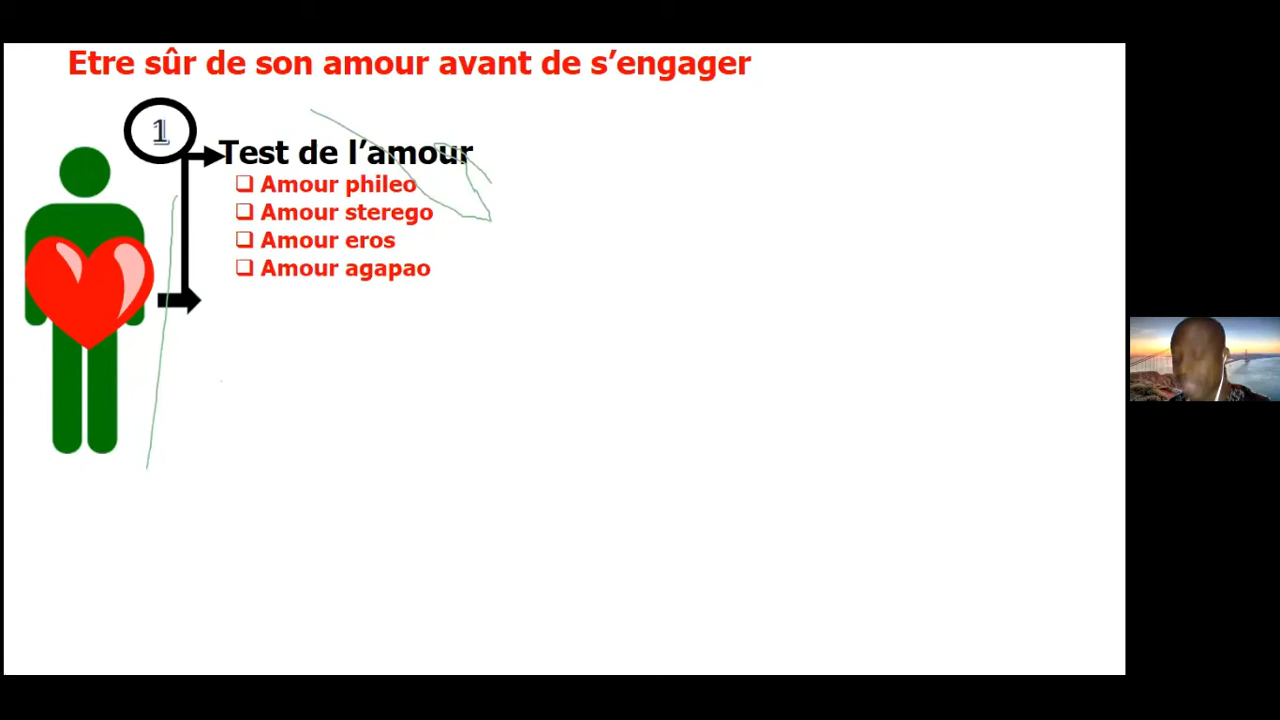 Etre sûr de son amour avant de s’engager
1
Test de l’amour
❑ Amour phileo
❑ Amour sterego
❑ Amour eros
❑ Amour agapao